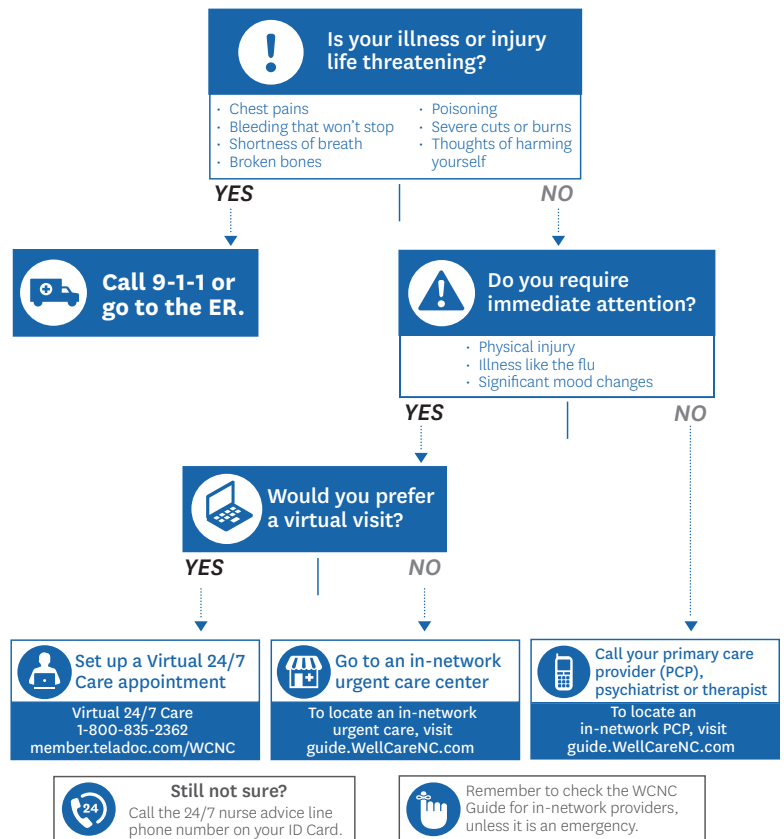 Is your illness or injury
life threatening?
· Chest pains
· Bleeding that won't stop
· Shortness of breath
· Broken bones
· Poisoning
· Severe cuts or burns
· Thoughts of harming
yourself
YES
NO
Call 9-1-1 or
go to the ER.
Do you require
immediate attention?
· Physical injury
· Illness like the flu
· Significant mood changes
YES
NO
Would you prefer
a virtual visit?
YES
NO
Set up a Virtual 24/7
Care appointment
Virtual 24/7 Care
1-800-835-2362
member.teladoc.com/WCNC
Go to an in-network
urgent care center
To locate an in-network
urgent care, visit
guide.WellCareNC.com
Call your primary care
provider (PCP),
psychiatrist or therapist
To locate an
in-network PCP, visit
guide.WellCareNC.com
24
Still not sure?
Call the 24/7 nurse advice line
phone number on your ID Card.
Remember to check the WCNC
Guide for in-network providers,
unless it is an emergency.